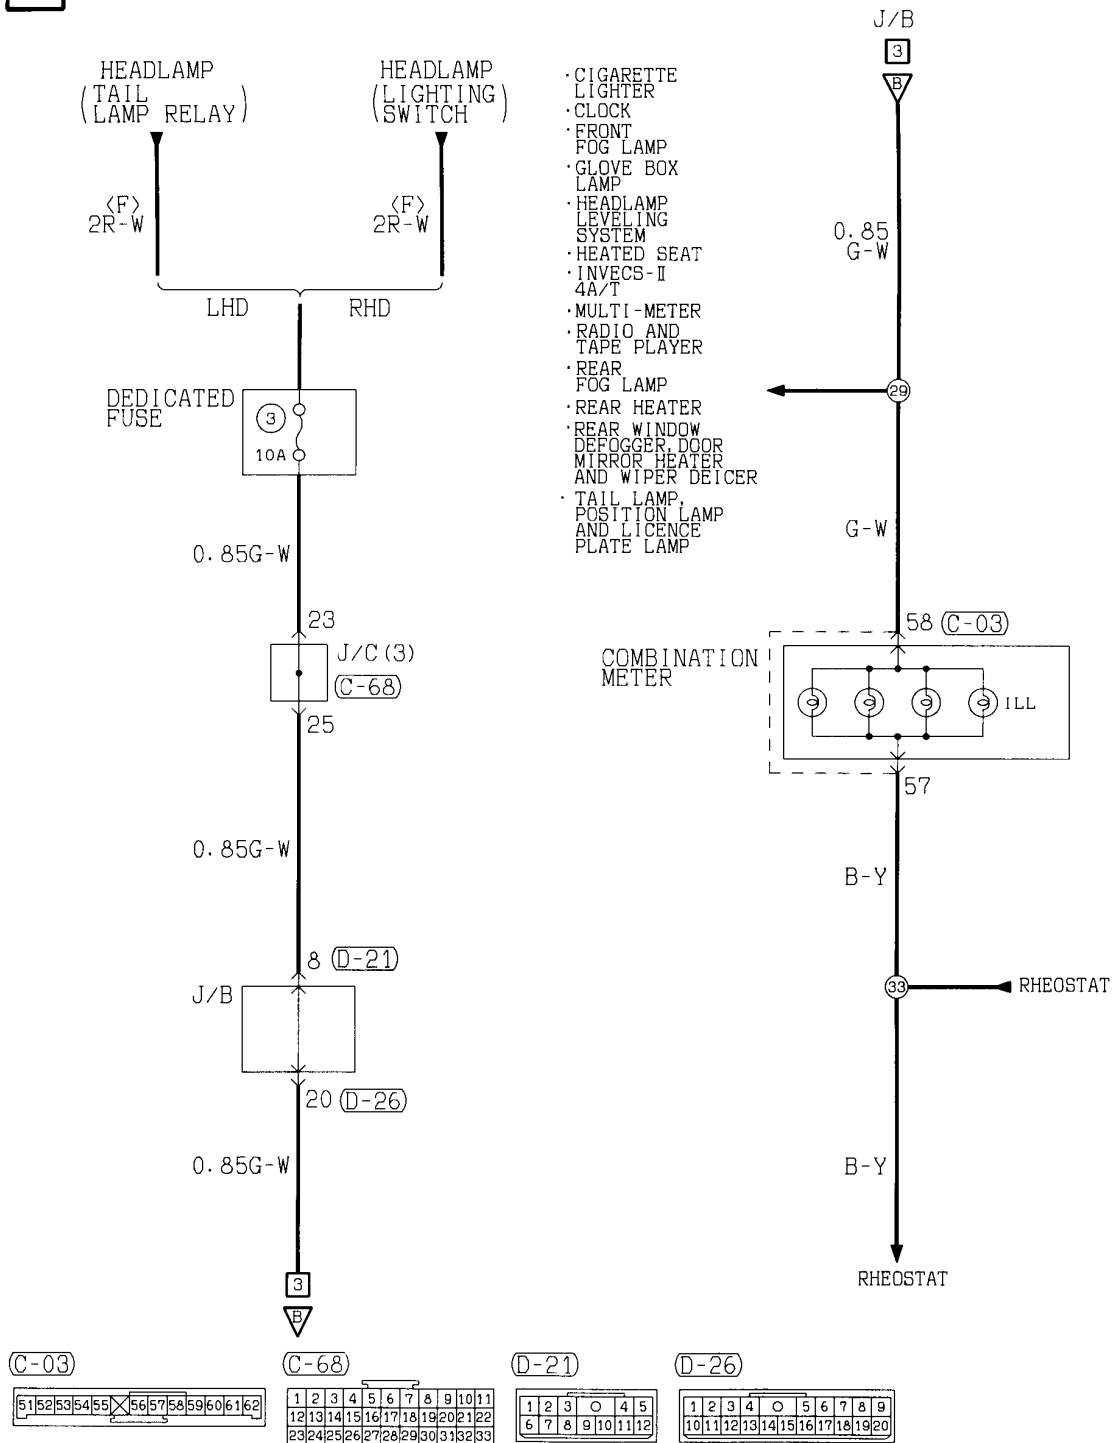 HEADLAMP
(TAIL
LAMP RELAY)
HEADLAMP
(LIGHTING
SWITCH)
<F>
2R-W
<F>
2R-W
LHD
RHD
DEDICATED
FUSE
3
10A
0.85G-W
23
J/C(3)
C-68
25
0.85G-W
8 D-21
J/B
20 D-26
0.85G-W
3
B
·CIGARETTE
LIGHTER
·CLOCK
·FRONT
FOG LAMP
·GLOVE BOX
LAMP
·HEADLAMP
LEVELING
SYSTEM
·HEATED SEAT
·INVECS-Ⅱ
4A/T
·MULTI-METER
·RADIO AND
TAPE PLAYER
·REAR
FOG LAMP
·REAR HEATER
·REAR WINDOW
DEFOGGER,DOOR
MIRROR HEATER
AND WIPER DEICER
·TAIL LAMP,
POSITION LAMP
AND LICENCE
PLATE LAMP
J/B
3
B
0.85
G-W
29
G-W
58 C-03
COMBINATION
METER
ILL
57
B-Y
33
RHEOSTAT
B-Y
RHEOSTAT
C-03
51 52 53 54 55 56 57 58 59 60 61 62
C-68
1 2 3 4 5 6 7 8 9 10 11
12 13 14 15 16 17 18 19 20 21 22
23 24 25 26 27 28 29 30 31 32 33
D-21
1 2 3 4 5
6 7 8 9 10 11 12
D-26
1 2 3 4 5 6 7 8 9
10 11 12 13 14 15 16 17 18 19 20